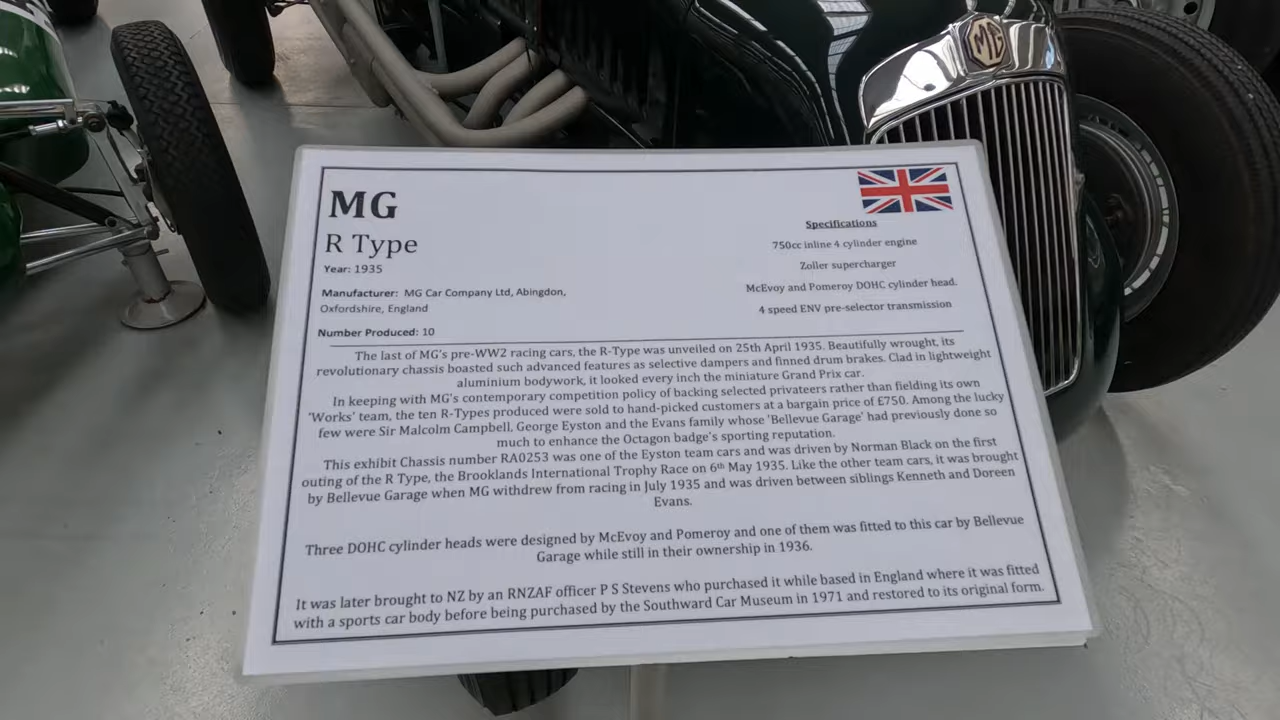 MG
MG
R Type
Year: 1935
Manufacturer: MG Car Company Ltd, Abingdon,
Oxfordshire, England
Number Produced: 10
Specifications
750cc inline 4 cylinder engine
Zoller supercharger
McEvoy and Pomeroy DOHC cylinder head.
4 speed ENV pre-selector transmission
The last of MG's pre-WW2 racing cars, the R-Type was unveiled on 25th April 1935. Beautifully wrought, its
revolutionary chassis boasted such advanced features as selective dampers and finned drum brakes. Clad in lightweight
aluminium bodywork, it looked every inch the miniature Grand Prix car.
In keeping with MG's contemporary competition policy of backing selected privateers rather than fielding its own
'Works' team, the ten R-Types produced were sold to hand-picked customers at a bargain price of £750. Among the lucky
few were Sir Malcolm Campbell, George Eyston and the Evans family whose 'Bellevue Garage' had previously done so
much to enhance the Octagon badge's sporting reputation.
This exhibit Chassis number RA0253 was one of the Eyston team cars and was driven by Norman Black on the first
outing of the R Type, the Brooklands International Trophy Race on 6th May 1935. Like the other team cars, it was brought
by Bellevue Garage when MG withdrew from racing in July 1935 and was driven between siblings Kenneth and Doreen
Evans.
Three DOHC cylinder heads were designed by McEvoy and Pomeroy and one of them was fitted to this car by Bellevue
Garage while still in their ownership in 1936.
It was later brought to NZ by an RNZAF officer P S Stevens who purchased it while based in England where it was fitted
with a sports car body before being purchased by the Southward Car Museum in 1971 and restored to its original form.